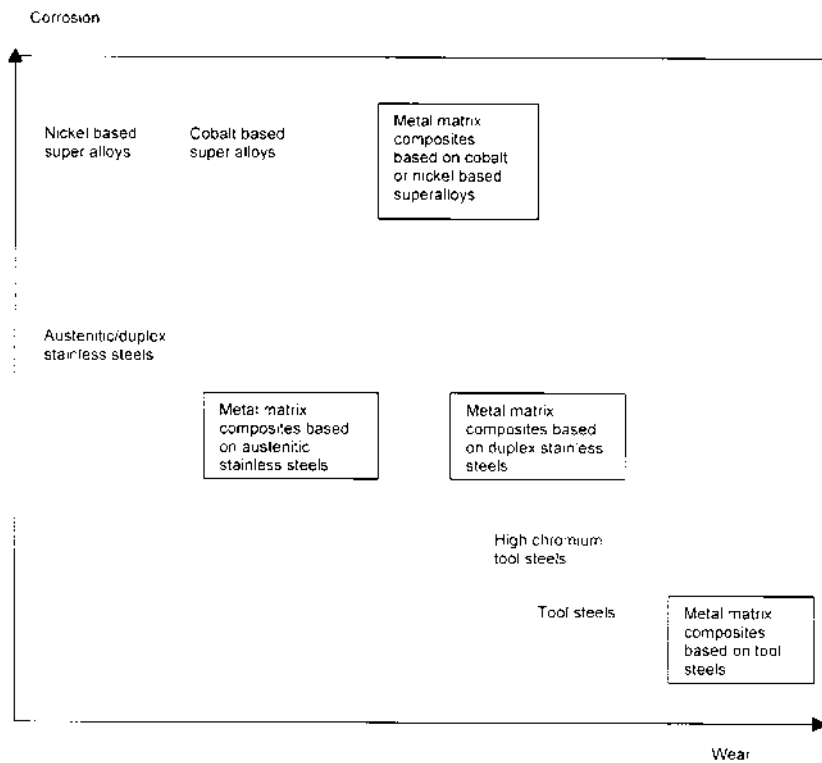 Corrosion
Nickel based
super alloys
Cobalt based
super alloys
Metal matrix
composites
based on cobalt
or nickel based
superalloys
Austenitic/duplex
stainless steels
Metal matrix
composites based
on austenitic
stainless steels
Metal matrix
composites based
on duplex stainless
steels
High chromium
tool steels
Tool steels
Metal matrix
composites
based on tool
steels
Wear